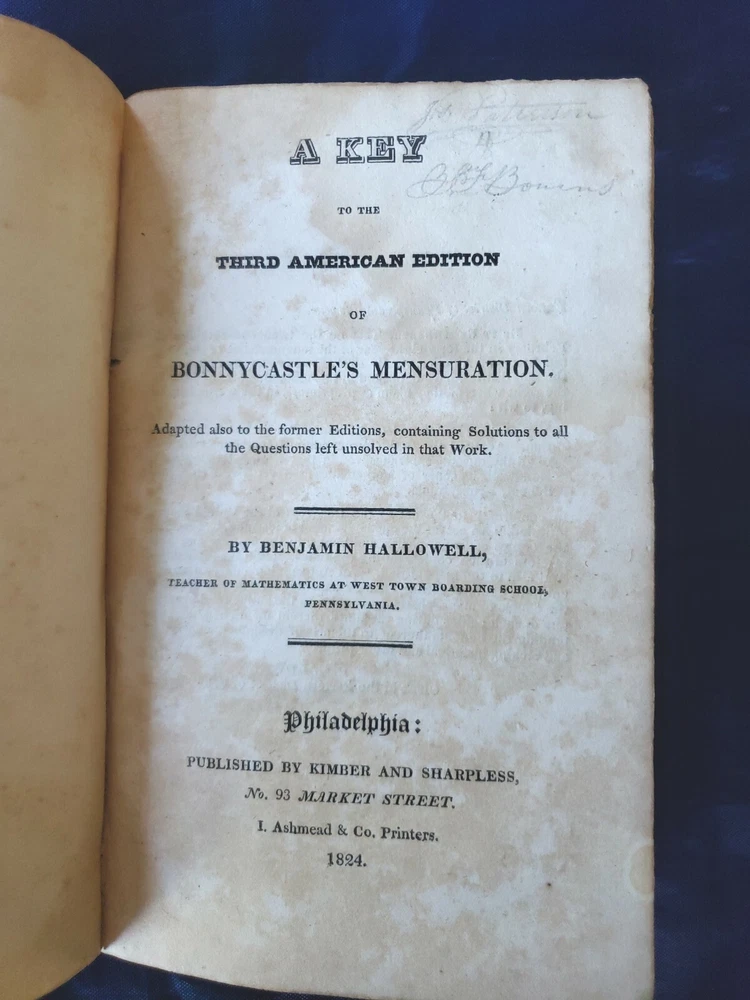 A KEY
TO THE
THIRD AMERICAN EDITION
OF
BONNYCASTLE'S MENSURATION.
Adapted also to the former Editions, containing Solutions to all
the Questions left unsolved in that Work.
BY BENJAMIN HALLOWELL,
TEACHER OF MATHEMATICS AT WEST TOWN BOARDING SCHOOL,
PENNSYLVANIA.
Philadelphia:
PUBLISHED BY KIMBER AND SHARPLESS,
No. 93 MARKET STREET.
I. Ashmead & Co. Printers.
1824.